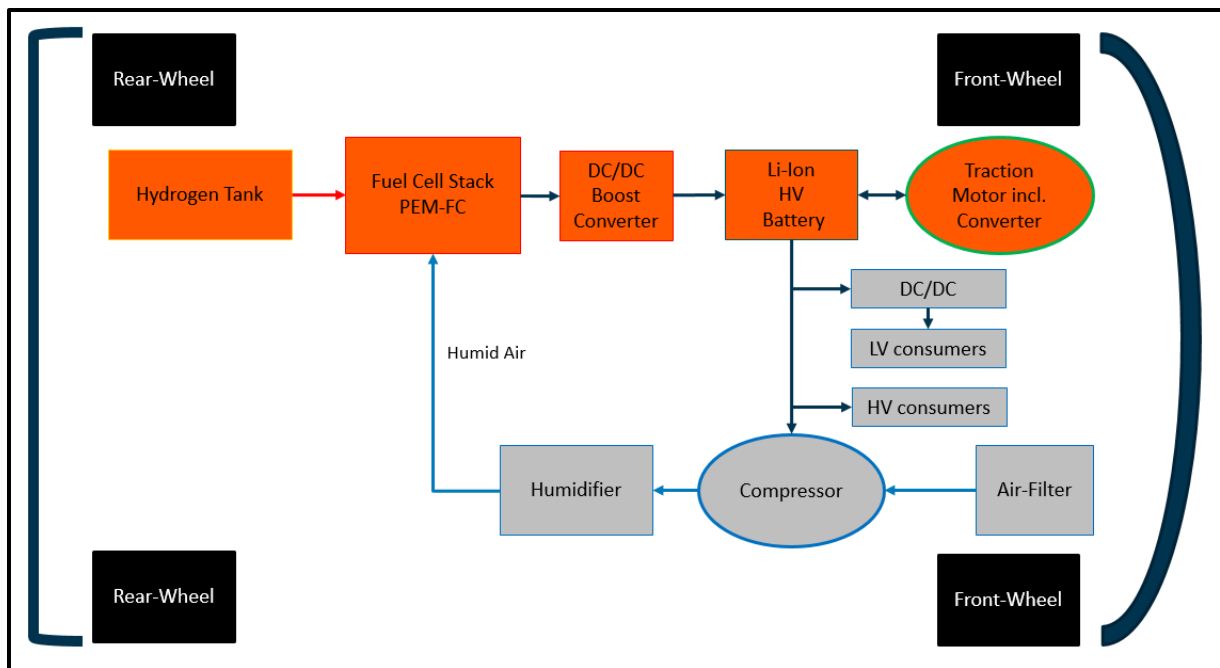 Rear-Wheel
Front-Wheel
Hydrogen Tank
Fuel Cell Stack
PEM-FC
DC/DC
Boost
Converter
Li-Ion
HV
Battery
Traction
Motor incl.
Converter
DC/DC
LV consumers
Humid Air
HV consumers
Humidifier
Compressor
Air-Filter
Rear-Wheel
Front-Wheel